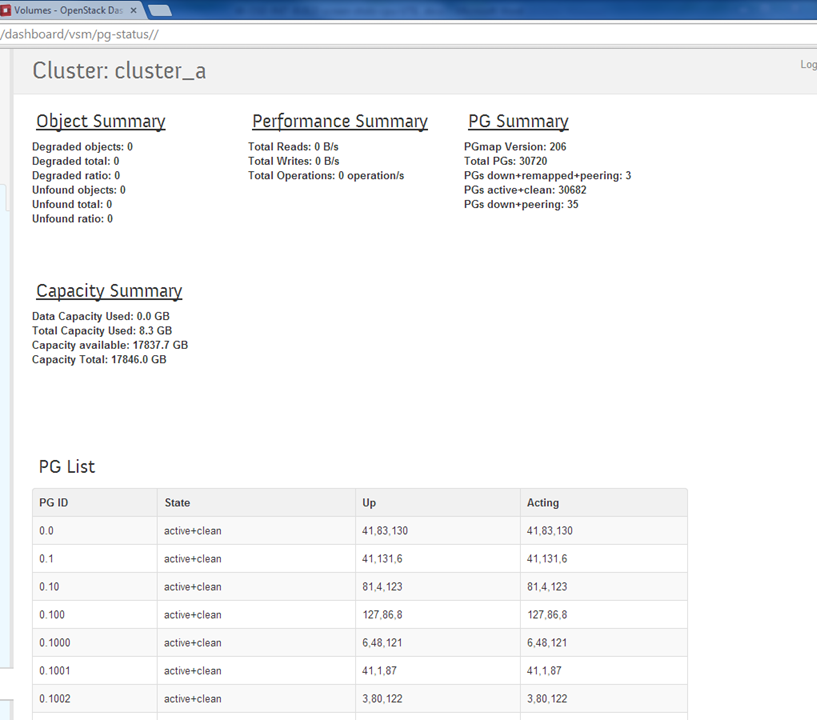 Volumes - OpenStack Das
/dashboard/vsm/pg-status//
Cluster: cluster_a
Log
Object Summary
Degraded objects: 0
Degraded total: 0
Degraded ratio: 0
Unfound objects: 0
Unfound total: 0
Unfound ratio: 0
Performance Summary
Total Reads: 0 B/s
Total Writes: 0 B/s
Total Operations: 0 operation/s
PG Summary
PGmap Version: 206
Total PGs: 30720
PGs down+remapped+peering: 3
PGs active+clean: 30682
PGs down+peering: 35
Capacity Summary
Data Capacity Used: 0.0 GB
Total Capacity Used: 8.3 GB
Capacity available: 17837.7 GB
Capacity Total: 17846.0 GB
PG List
PG ID State Up Acting
0.0 active+clean 41,83,130 41,83,130
0.1 active+clean 41,131,6 41,131,6
0.10 active+clean 81,4,123 81,4,123
0.100 active+clean 127,86,8 127,86,8
0.1000 active+clean 6,48,121 6,48,121
0.1001 active+clean 41,1,87 41,1,87
0.1002 active+clean 3,80,122 3,80,122